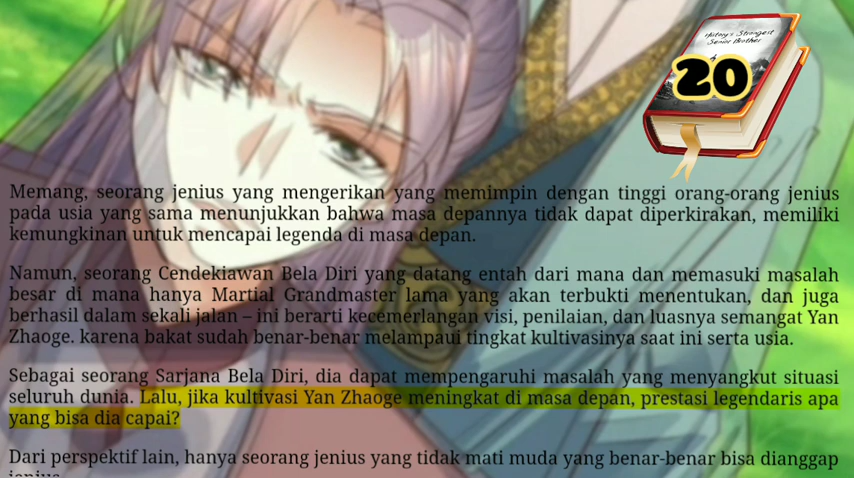 History's Strongest
Senior Brother
20
Memang, seorang jenius yang mengerikan yang memimpin dengan tinggi orang-orang jenius
pada usia yang sama menunjukkan bahwa masa depannya tidak dapat diperkirakan, memiliki
kemungkinan untuk mencapai legenda di masa depan.
Namun, seorang Cendekiawan Bela Diri yang datang entah dari mana dan memasuki masalah
besar di mana hanya Martial Grandmaster lama yang akan terbukti menentukan, dan juga
berhasil dalam sekali jalan – ini berarti kecemerlangan visi, penilaian, dan luasnya semangat Yan
Zhaoge. karena bakat sudah benar-benar melampaui tingkat kultivasinya saat ini serta usia.
Sebagai seorang Sarjana Bela Diri, dia dapat mempengaruhi masalah yang menyangkut situasi
seluruh dunia. Lalu, jika kultivasi Yan Zhaoge meningkat di masa depan, prestasi legendaris apa
yang bisa dia capai?
Dari perspektif lain, hanya seorang jenius yang tidak mati muda yang benar-benar bisa dianggap